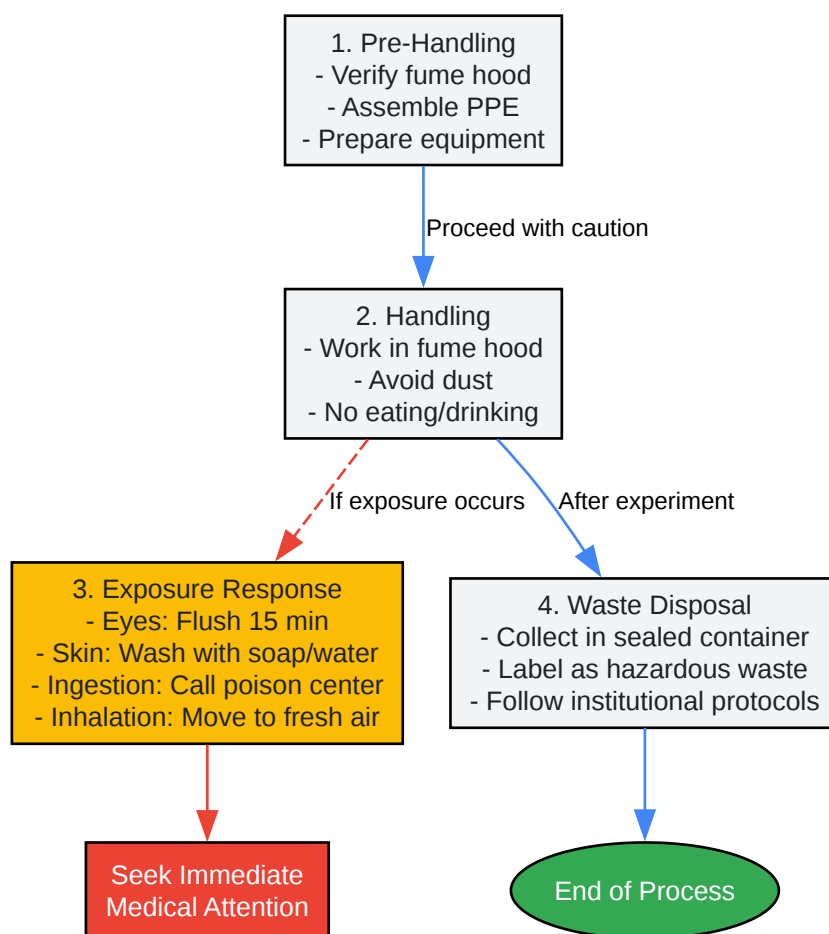 1. Pre-Handling
- Verify fume hood
- Assemble PPE
- Prepare equipment
Proceed with caution
2. Handling
- Work in fume hood
- Avoid dust
- No eating/drinking
If exposure occurs
After experiment
3. Exposure Response
- Eyes: Flush 15 min
- Skin: Wash with soap/water
- Ingestion: Call poison center
- Inhalation: Move to fresh air
4. Waste Disposal
- Collect in sealed container
- Label as hazardous waste
- Follow institutional protocols
Seek Immediate
Medical Attention
End of Process